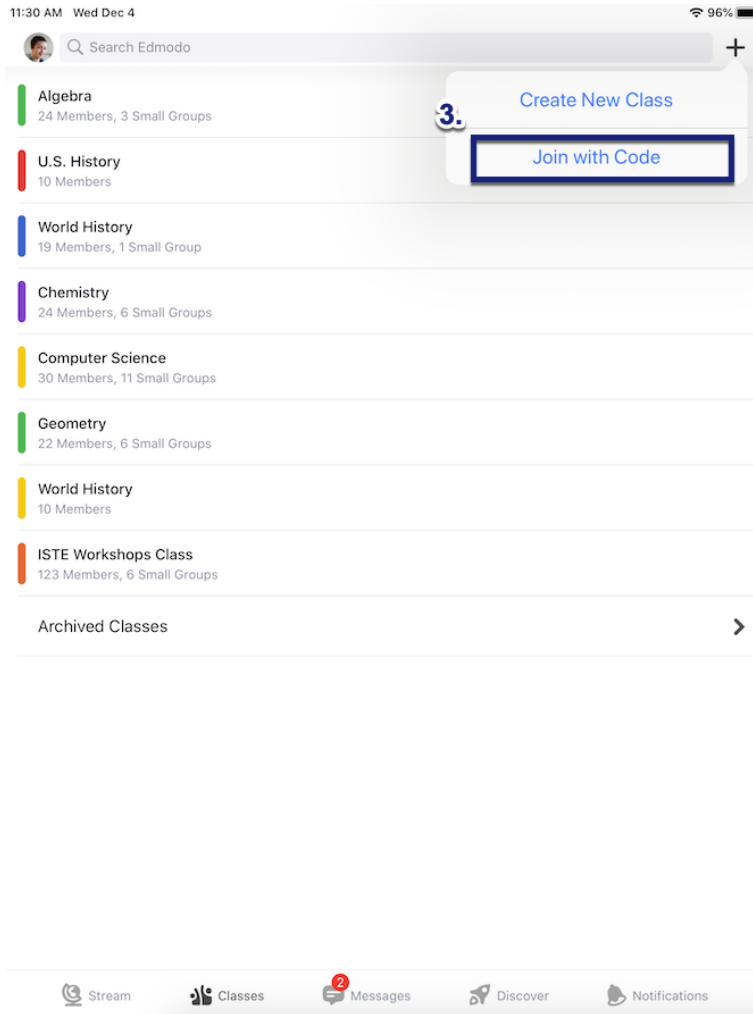 11:30 AM Wed Dec 4
96%
Search Edmodo
Create New Class
3.
Join with Code
Algebra
24 Members, 3 Small Groups
U.S. History
10 Members
World History
19 Members, 1 Small Group
Chemistry
24 Members, 6 Small Groups
Computer Science
30 Members, 11 Small Groups
Geometry
22 Members, 6 Small Groups
World History
10 Members
ISTE Workshops Class
123 Members, 6 Small Groups
Archived Classes
2
Stream Classes Messages Discover Notifications